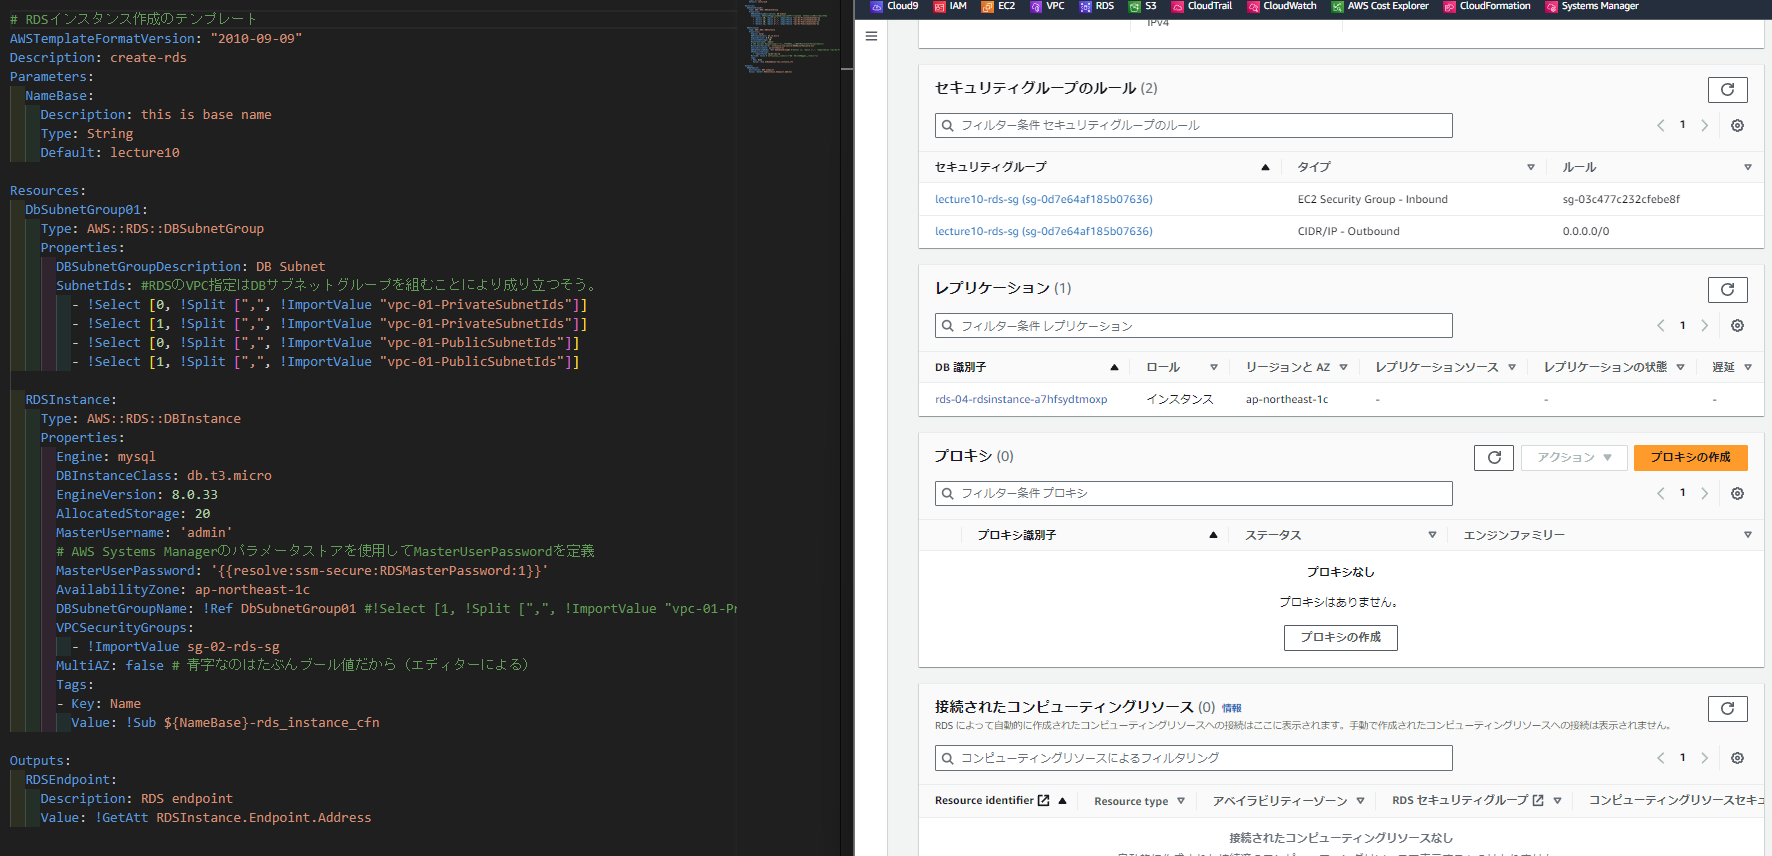 # RDSインスタンス作成のテンプレート
AWSTemplateFormatVersion: "2010-09-09"
Description: create-rds
Parameters:
NameBase:
Description: this is base name
Type: String
Default: lecture10
Resources:
DbSubnetGroup01:
Type: AWS::RDS::DBSubnetGroup
Properties:
DBSubnetGroupDescription: DB Subnet
SubnetIds: #RDSのVPC指定はDBサブネットグループを組むことにより成り立つそう。
- !Select [0, !Split [",", !ImportValue "vpc-01-PrivateSubnetIds"]]
- !Select [1, !Split [",", !ImportValue "vpc-01-PrivateSubnetIds"]]
- !Select [0, !Split [",", !ImportValue "vpc-01-PublicSubnetIds"]]
- !Select [1, !Split [",", !ImportValue "vpc-01-PublicSubnetIds"]]
RDSInstance:
Type: AWS::RDS::DBInstance
Properties:
Engine: mysql
DBInstanceClass: db.t3.micro
EngineVersion: 8.0.33
AllocatedStorage: 20
MasterUsername: 'admin'
# AWS Systems Managerのパラメータストアを使用してMasterUserPasswordを定義
MasterUserPassword: '{{resolve:ssm-secure:RDSMasterPassword:1}}'
AvailabilityZone: ap-northeast-1c
DBSubnetGroupName: !Ref DbSubnetGroup01 #!Select [1, !Split [",", !ImportValue "vpc-01-Pr
VPCSecurityGroups:
- !ImportValue sg-02-rds-sg
MultiAZ: false # 青字なのはたぶんブール値だから（エディターによる）
Tags:
- Key: Name
Value: !Sub ${NameBase}-rds_instance_cfn
Outputs:
RDSEndpoint:
Description: RDS endpoint
Value: !GetAtt RDSInstance.Endpoint.Address
Cloud9 IAM EC2 VPC RDS S3 CloudTrail CloudWatch AWS Cost Explorer CloudFormation Systems Manager
IPv4
セキュリティグループのルール (2)
フィルター条件 セキュリティグループのルール
1
セキュリティグループ タイプ ルール
lecture10-rds-sg (sg-0d7e64af185b07636) EC2 Security Group - Inbound sg-03c477c232cfebe8f
lecture10-rds-sg (sg-0d7e64af185b07636) CIDR/IP - Outbound 0.0.0.0/0
レプリケーション (1)
フィルター条件 レプリケーション
1
DB 識別子 ロール リージョンと AZ レプリケーションソース レプリケーションの状態 遅延
rds-04-rdsinstance-a7hfsydtmoxp インスタンス ap-northeast-1c - - -
プロキシ (0) アクション プロキシの作成
フィルター条件 プロキシ
1
プロキシ識別子 ステータス エンジンファミリー
プロキシなし
プロキシはありません。
プロキシの作成
接続されたコンピューティングリソース (0) 情報
RDS によって自動的に作成されたコンピューティングリソースへの接続はここに表示されます。手動で作成されたコンピューティングリソースへの接続は表示されません。
コンピューティングリソースによるフィルタリング
1
Resource identifier Resource type アベイラビリティーゾーン RDS セキュリティグループ コンピューティングリソースセキュ
接続されたコンピューティングリソースなし